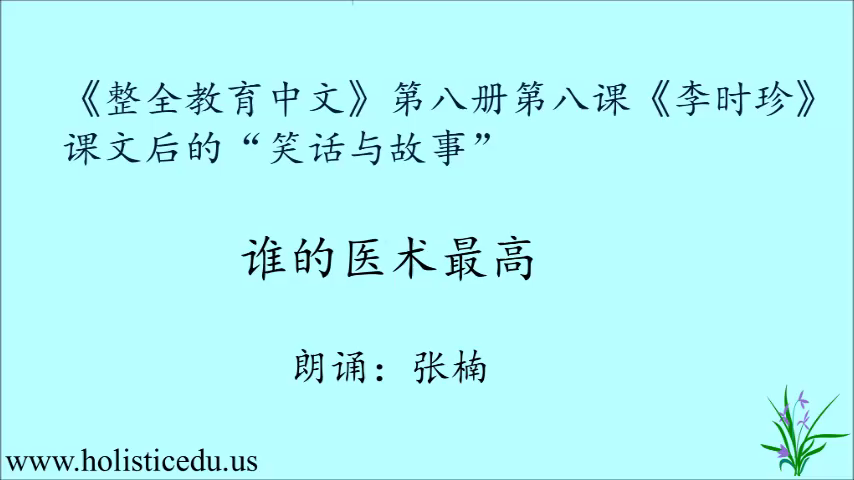 《整全教育中文》第八册第八课《李时珍》
课文后的“笑话与故事”
谁的医术最高
朗诵：张楠
www.holisticedu.us